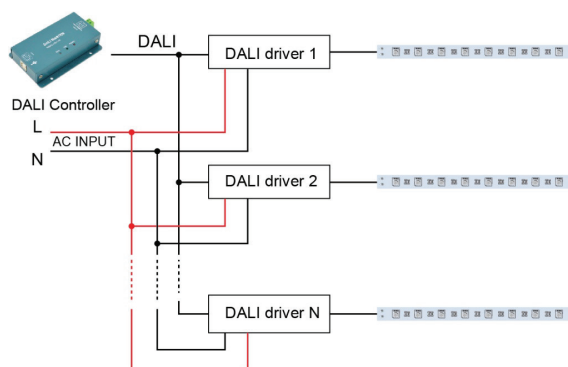 DALI
DALI driver 1
DALI Controller
L
AC INPUT
N
DALI driver 2
DALI driver N